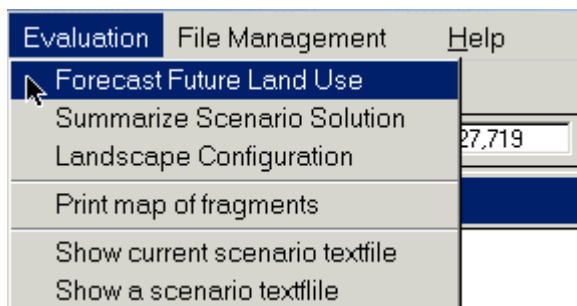 Evaluation File Management Help
Forecast Future Land Use
Summarize Scenario Solution
27,719
Landscape Configuration
Print map of fragments
Show current scenario textfile
Show a scenario textflile